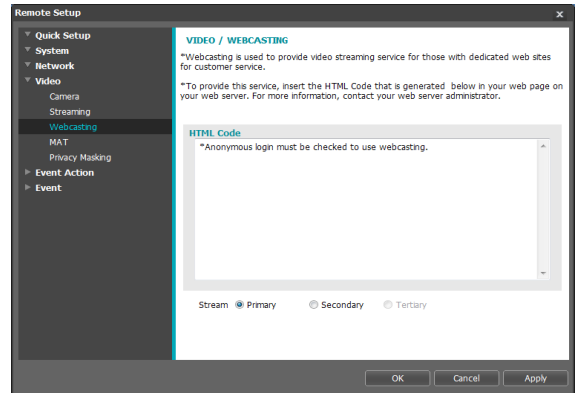 Remote Setup
x
Quick Setup
System
Network
Video
Camera
Streaming
Webcasting
MAT
Privacy Masking
Event Action
Event
VIDEO / WEBCASTING
*Webcasting is used to provide video streaming service for those with dedicated web sites
for customer service.
*To provide this service, insert the HTML Code that is generated below in your web page on
your web server. For more information, contact your web server administrator.
HTML Code
*Anonymous login must be checked to use webcasting.
Stream Primary Secondary Tertiary
OK Cancel Apply